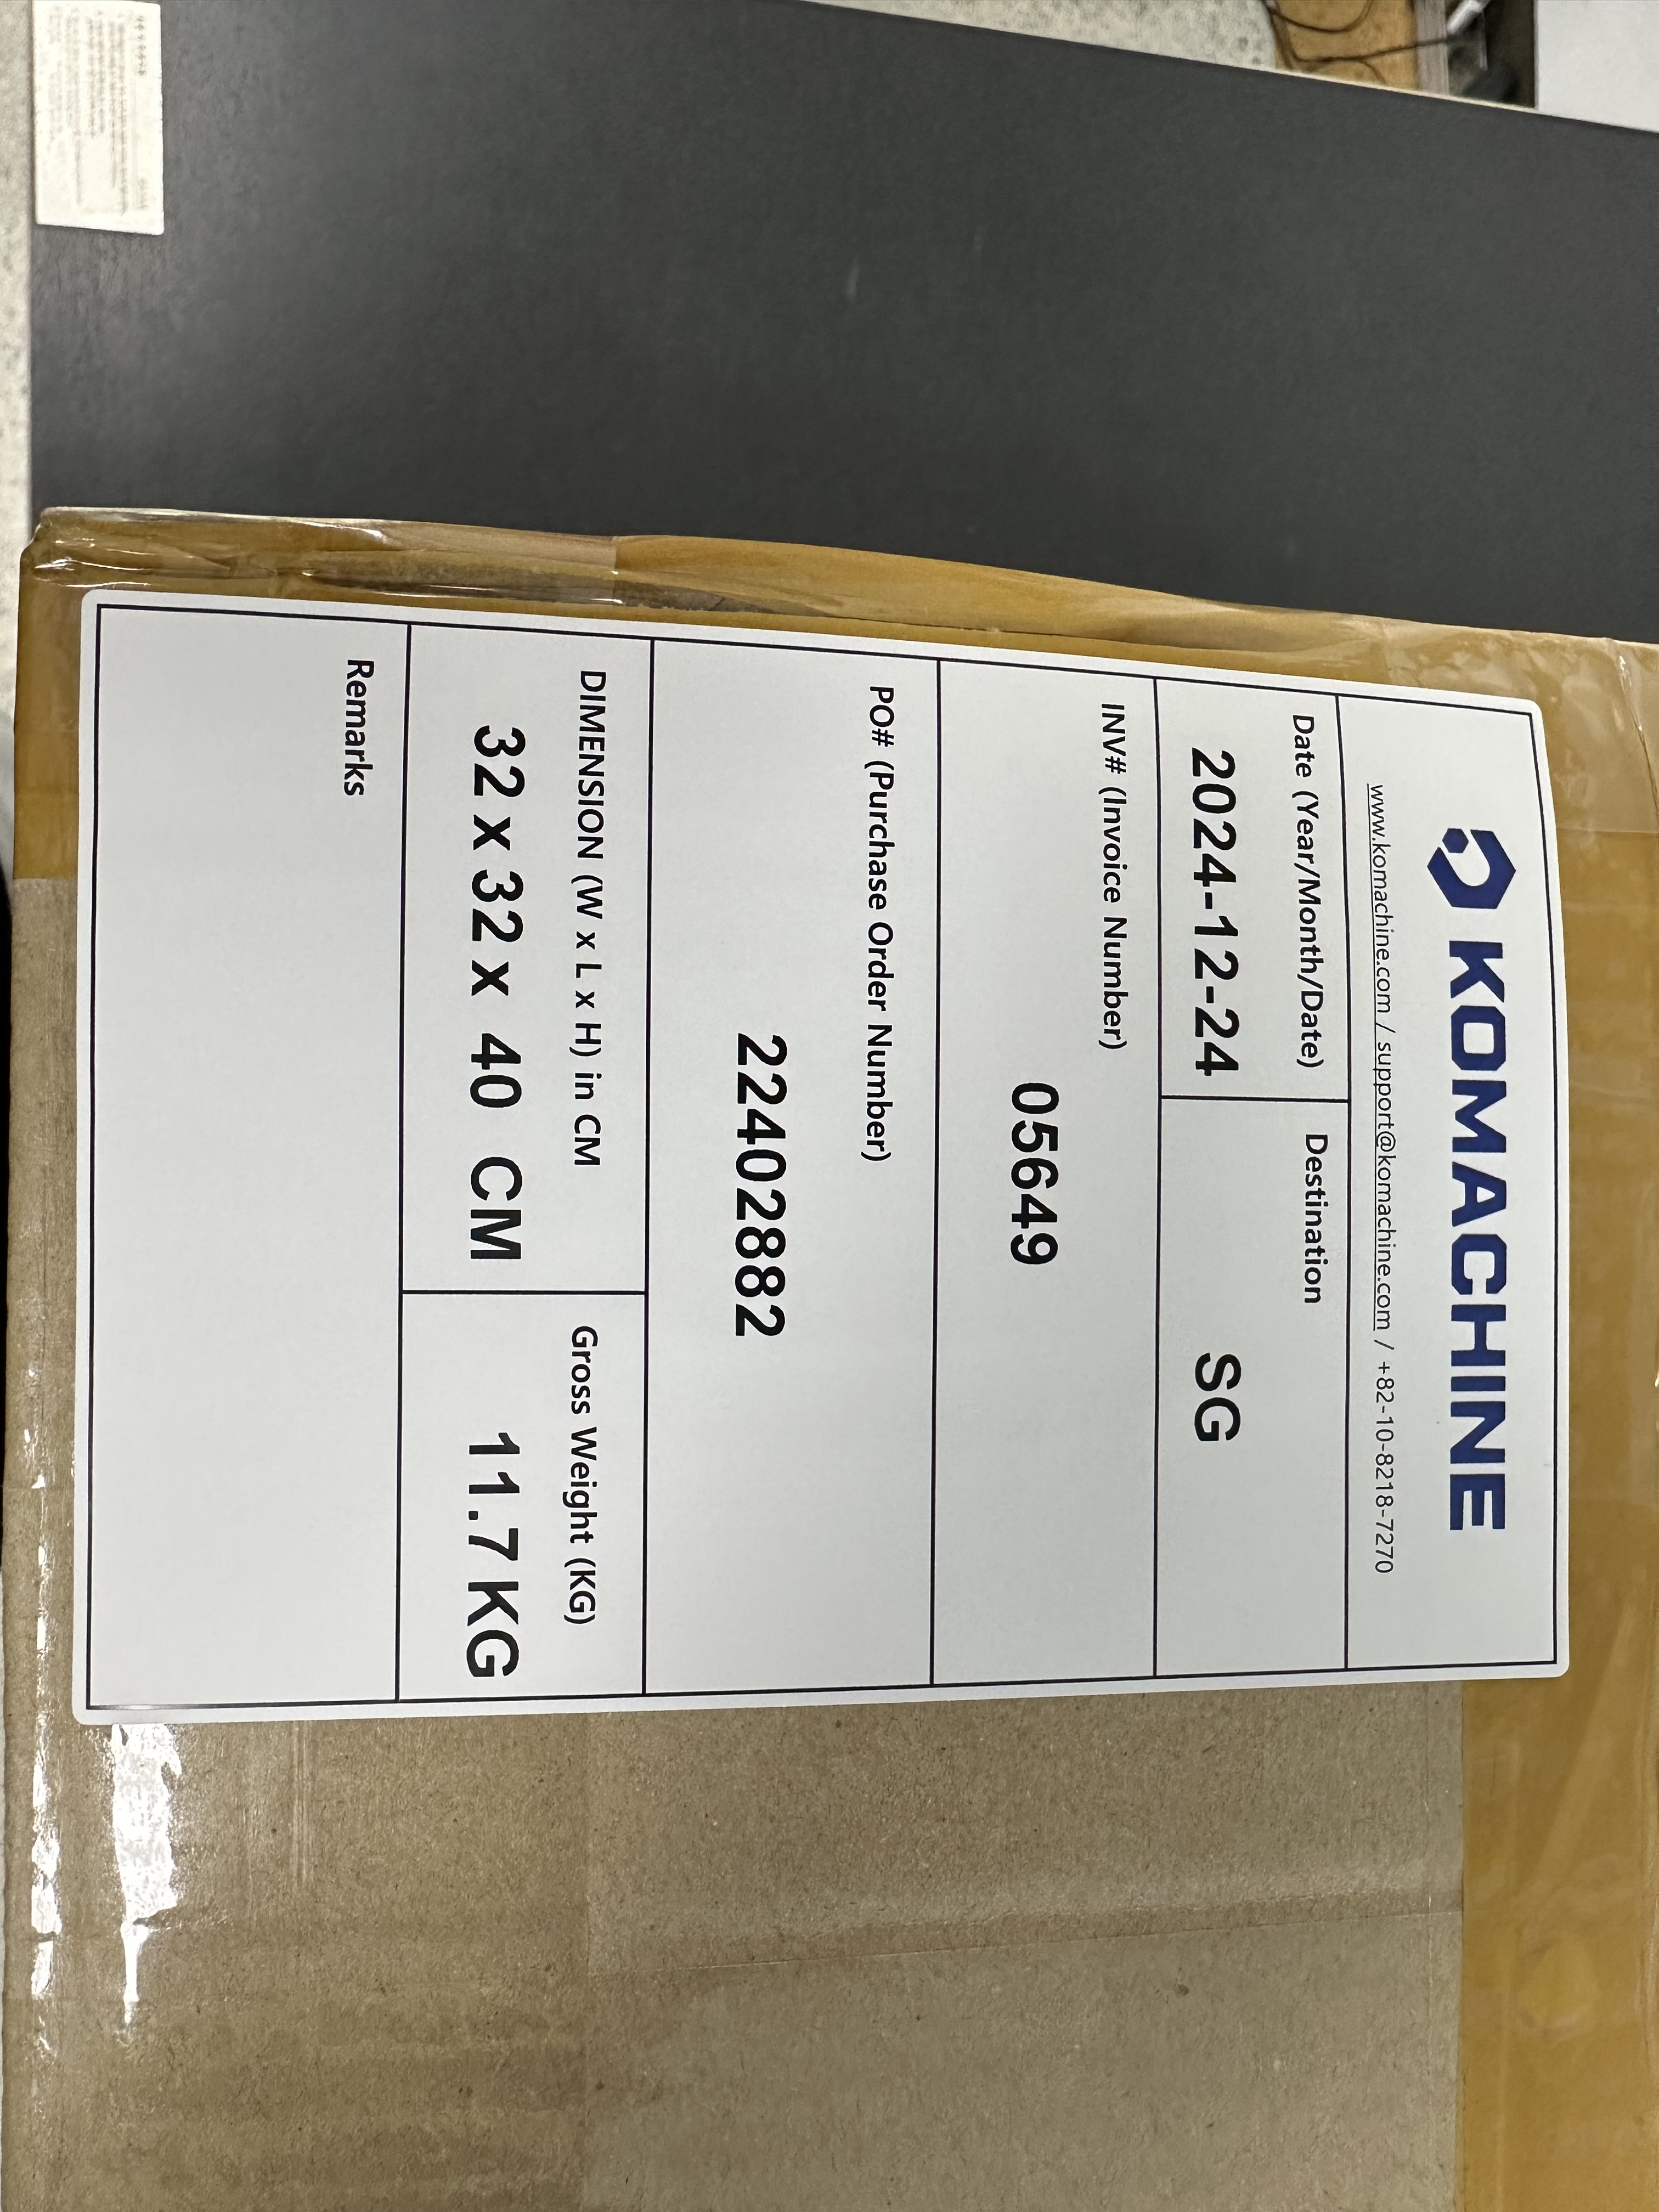 KOMACHINE
www.komachine.com / support@komachine.com / +82-10-8218-7270
Date (Year/Month/Date)
2024-12-24
Destination
SG
INV# (Invoice Number)
05649
PO# (Purchase Order Number)
22402882
DIMENSION (W x L x H) in CM
32 x 32 x 40 CM
Gross Weight (KG)
11.7 KG
Remarks